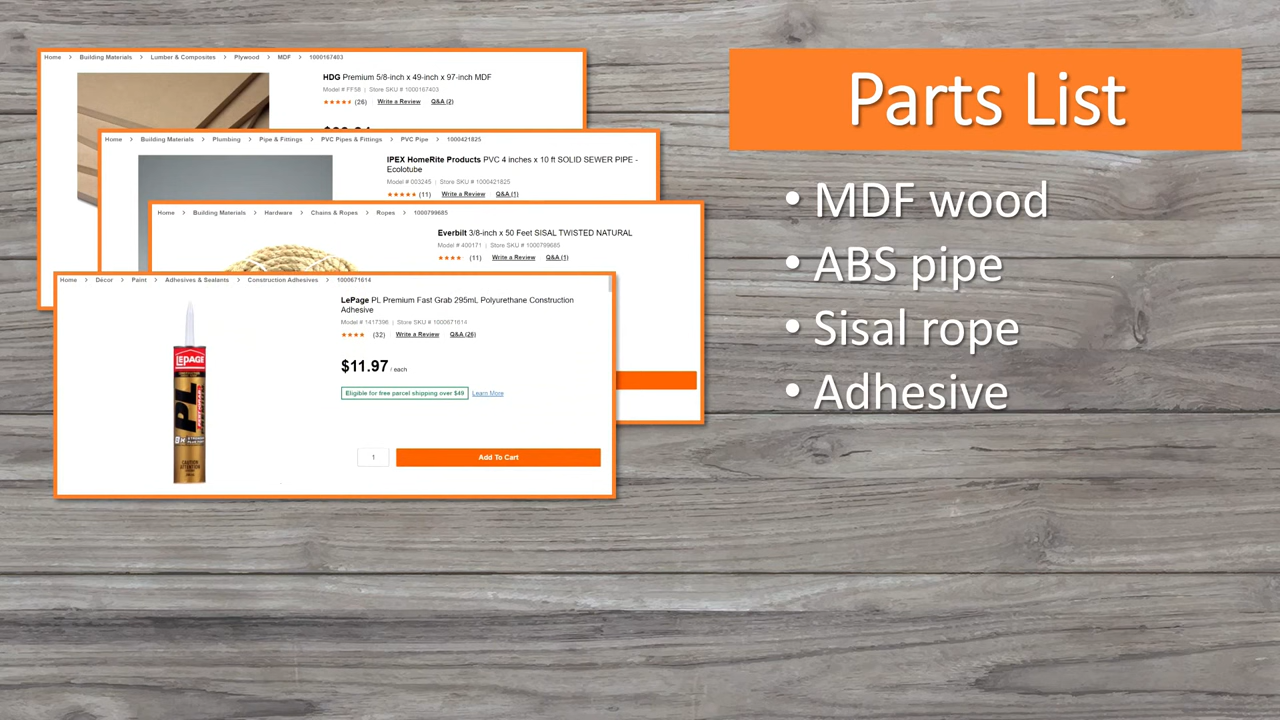 Home > Building Materials > Lumber & Composites > Plywood > MDF > 1000167403
HDG Premium 5/8-inch x 49-inch x 97-inch MDF
Model # FF58 | Store SKU # 1000167403
(26) Write a Review Q&A (2)
Home > Building Materials > Plumbing > Pipe & Fittings > PVC Pipes & Fittings > PVC Pipe > 1000421825
IPEX HomeRite Products PVC 4 inches x 10 ft SOLID SEWER PIPE -
Ecolotube
Model # 003245 | Store SKU # 1000421825
(11) Write a Review Q&A (1)
Home > Building Materials > Hardware > Chains & Ropes > Ropes > 1000799685
Everbilt 3/8-inch x 50 Feet SISAL TWISTED NATURAL
Model # 400171 | Store SKU # 1000799685
(11) Write a Review Q&A (1)
Home > Décor > Paint > Adhesives & Sealants > Construction Adhesives > 1000671614
LePage PL Premium Fast Grab 295mL Polyurethane Construction
Adhesive
Model # 1417396 | Store SKU # 1000671614
(32) Write a Review Q&A (26)
$11.97 / each
Eligible for free parcel shipping over $49 Learn More
1 Add To Cart
LEPAGE
PL
Parts List
• MDF wood
• ABS pipe
• Sisal rope
• Adhesive